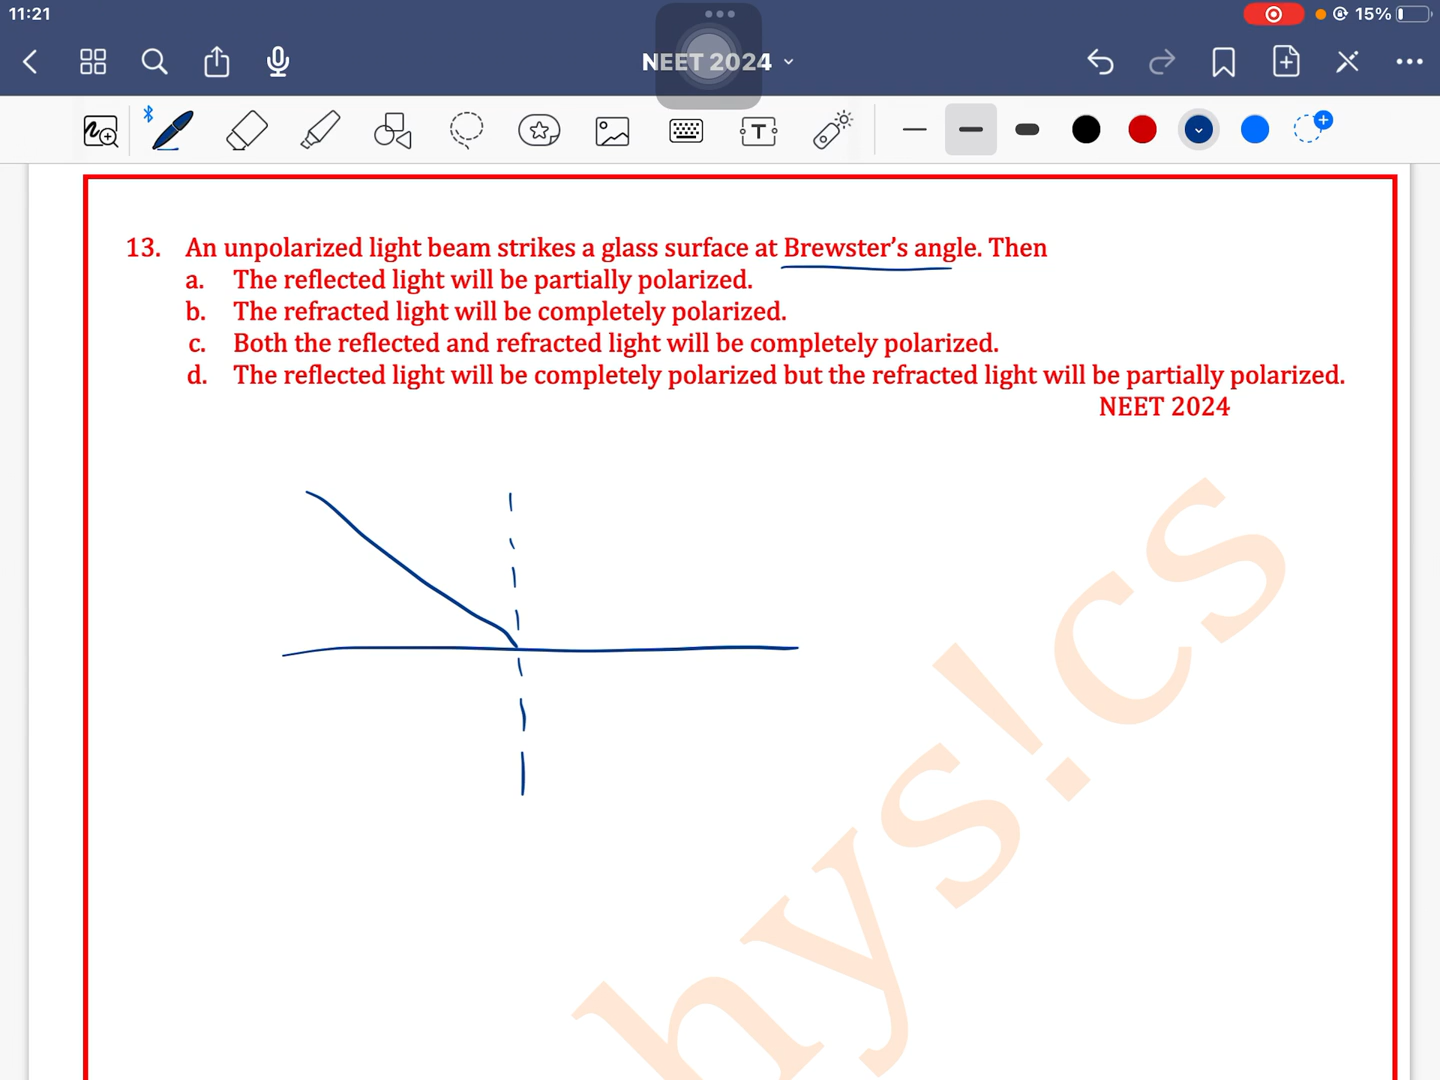 11:21
15%
NEET 2024
13. An unpolarized light beam strikes a glass surface at Brewster's angle. Then
a. The reflected light will be partially polarized.
b. The refracted light will be completely polarized.
c. Both the reflected and refracted light will be completely polarized.
d. The reflected light will be completely polarized but the refracted light will be partially polarized.
NEET 2024
hys!cs